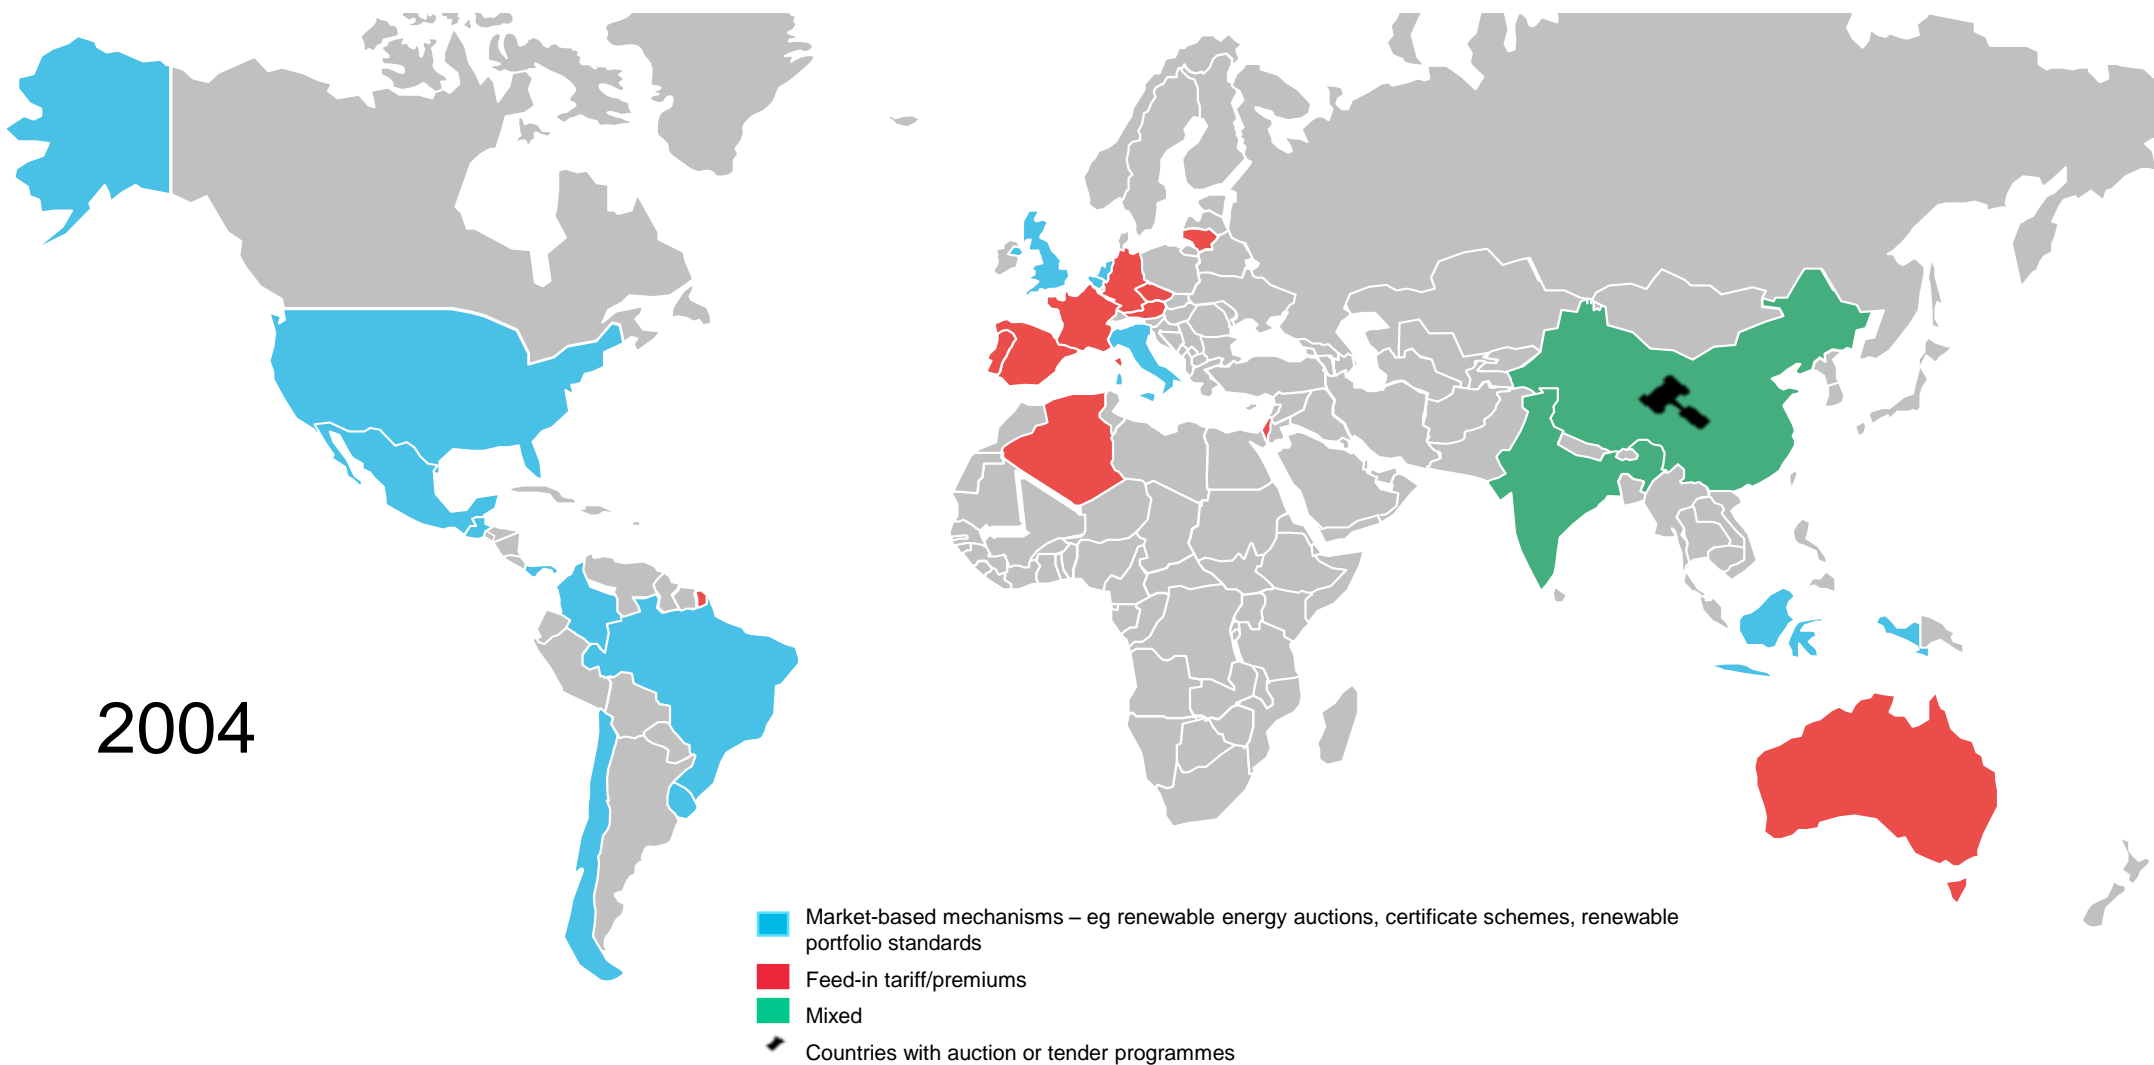 2004
Market-based mechanisms – eg renewable energy auctions, certificate schemes, renewable
portfolio standards
Feed-in tariff/premiums
Mixed
Countries with auction or tender programmes